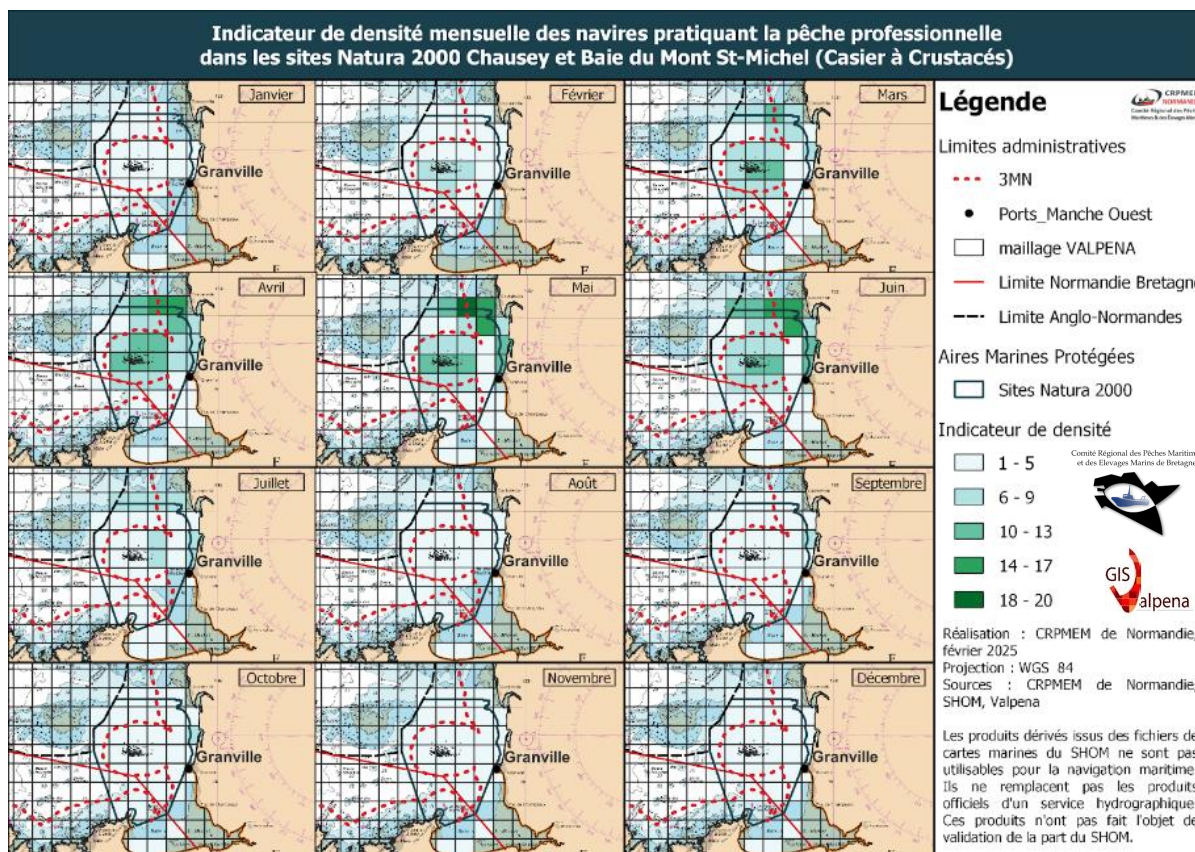 Indicateur de densité mensuelle des navires pratiquant la pêche professionnelle
dans les sites Natura 2000 Chausey et Baie du Mont St-Michel (Casier à Crustacés)
Janvier
Granville
Février
Granville
Mars
Granville
Avril
Granville
Mai
Granville
Juin
Granville
Juillet
Granville
Août
Granville
Septembre
Granville
Octobre
Granville
Novembre
Granville
Décembre
Granville
Légende
CRPMEM
NORMANDIE
Limites administratives
3MN
Ports_Manche Ouest
maillage VALPENA
Limite Normandie Bretagne
Limite Anglo-Normandes
Aires Marines Protégées
Sites Natura 2000
Indicateur de densité
1 - 5
6 - 9
10 - 13
14 - 17
18 - 20
Comité Régional des Pêches Maritim
et des Elevages Marins de Bretagne
GIS
Valpena
Réalisation : CRPMEM de Normandie,
février 2025
Projection : WGS 84
Sources : CRPMEM de Normandie,
SHOM, Valpena
Les produits dérivés issus des fichiers de
cartes marines du SHOM ne sont pas
utilisables pour la navigation maritime.
Ils ne remplacent pas les produits
officiels d'un service hydrographique.
Ces produits n'ont pas fait l'objet de
validation de la part du SHOM.